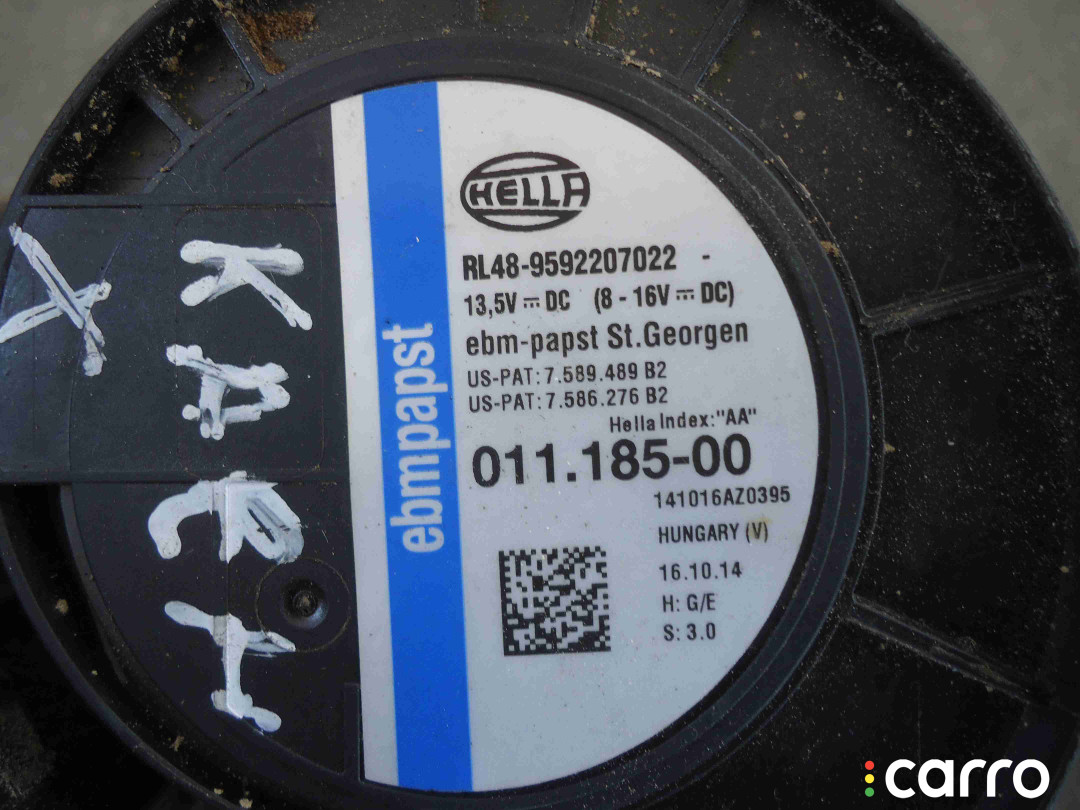 HELLA
RL48-9592207022 -
13,5V⎓DC (8 - 16V⎓DC)
ebm-papst St.Georgen
US-PAT: 7.589.489 B2
US-PAT: 7.586.276 B2
Hella Index:"AA"
011.185-00
141016AZ0395
HUNGARY (V)
16.10.14
H: G/E
S: 3.0
ebmpapst
X
carro